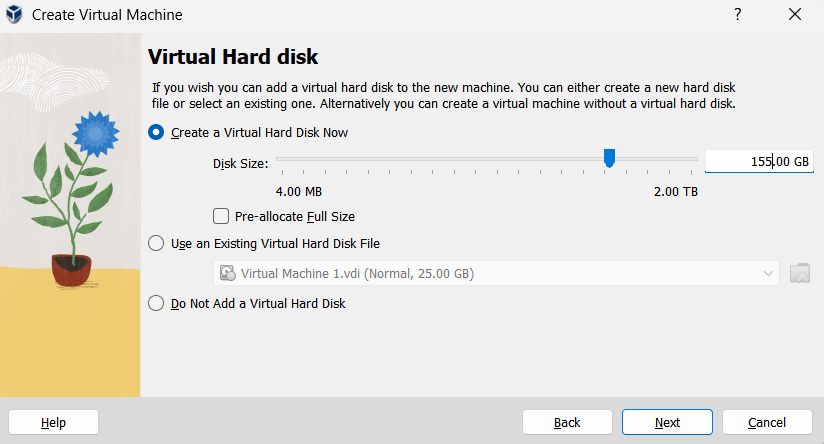 Create Virtual Machine
?
Virtual Hard disk
If you wish you can add a virtual hard disk to the new machine. You can either create a new hard disk
file or select an existing one. Alternatively you can create a virtual machine without a virtual hard disk.
Create a Virtual Hard Disk Now
Disk Size:
155.00 GB
4.00 MB
2.00 TB
Pre-allocate Full Size
Use an Existing Virtual Hard Disk File
Virtual Machine 1.vdi (Normal, 25.00 GB)
Do Not Add a Virtual Hard Disk
Help
Back
Next
Cancel